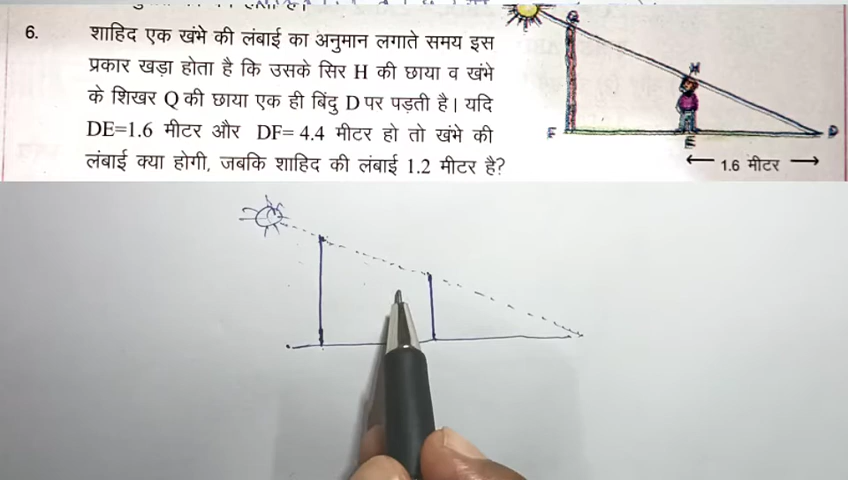 6. शाहिद एक खंभे की लंबाई का अनुमान लगाते समय इस
प्रकार खड़ा होता है कि उसके सिर H की छाया व खंभे
के शिखर Q की छाया एक ही बिंदु D पर पड़ती है। यदि
DE=1.6 मीटर और DF= 4.4 मीटर हो तो खंभे की
लंबाई क्या होगी, जबकि शाहिद की लंबाई 1.2 मीटर है?
Q
H
F
D
E
1.6 मीटर